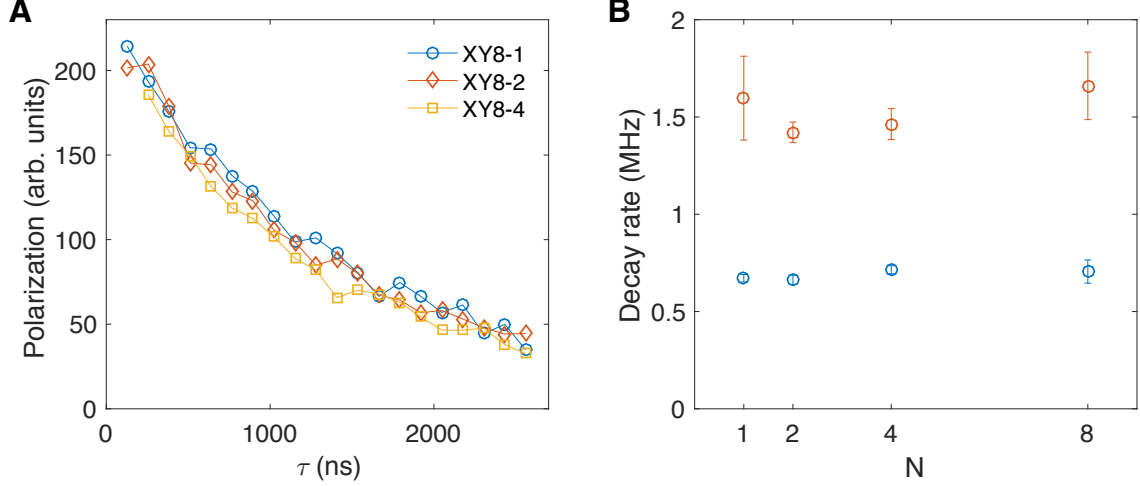 A
Polarization (arb. units)
200
150
100
50
0
0
1000
2000
τ (ns)
XY8-1
XY8-2
XY8-4
B
Decay rate (MHz)
2
1.5
1
0.5
0
1
2
4
8
N